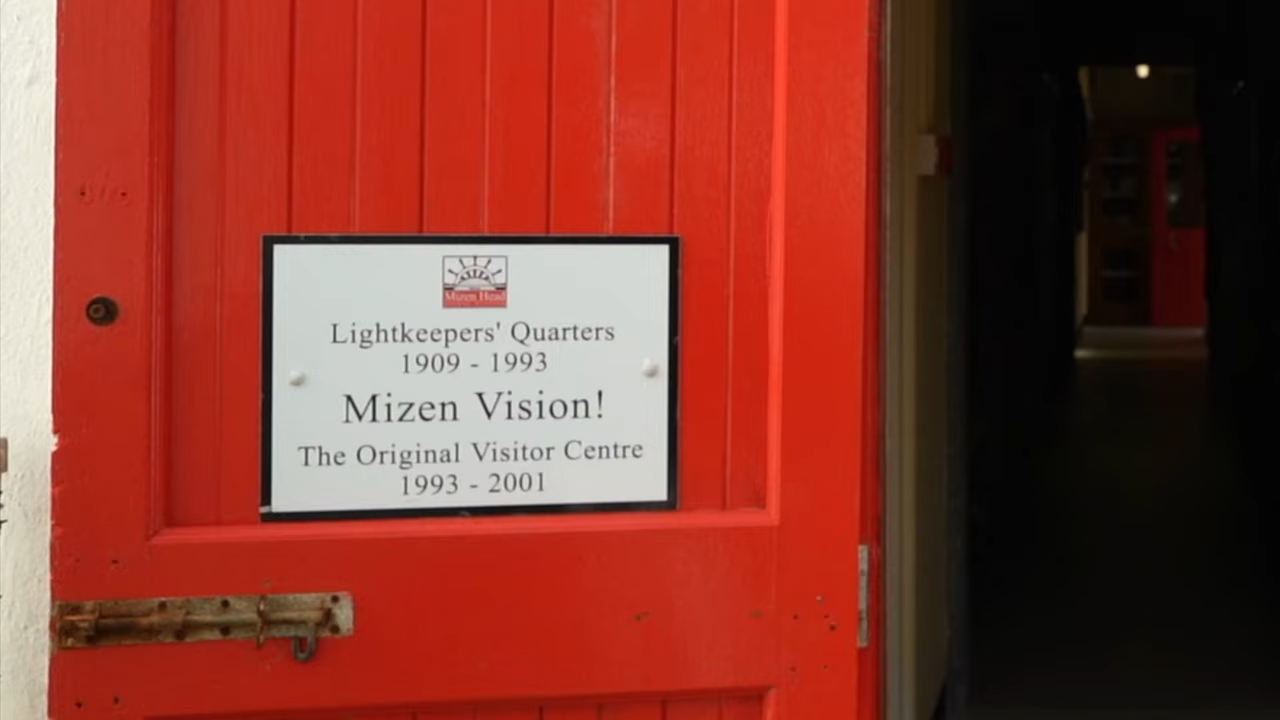 Mizen Head
Lightkeepers' Quarters
1909 - 1993
Mizen Vision!
The Original Visitor Centre
1993 - 2001